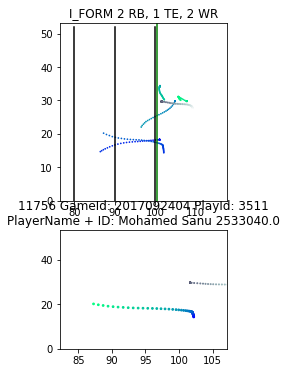 I_FORM 2 RB, 1 TE, 2 WR
50
40
30
20
10
0
80 90 100 110
11756 GameId: 2017092404 PlayId: 3511
PlayerName + ID: Mohamed Sanu 2533040.0
40
20
0
85 90 95 100 105